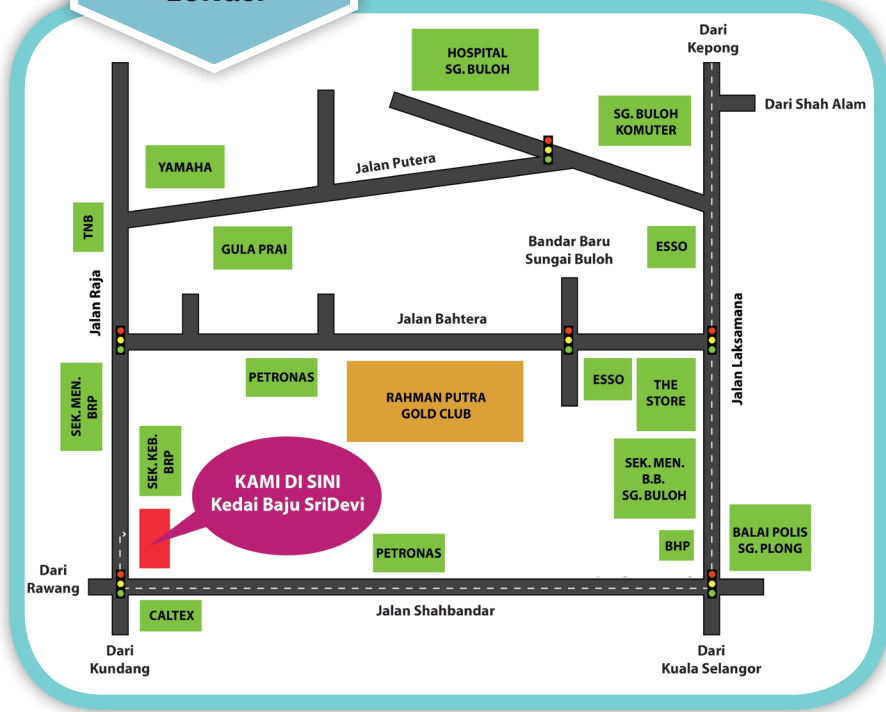 Dari
Kepong
HOSPITAL
SG. BULOH
SG. BULOH
KOMUTER
Dari Shah Alam
YAMAHA
Jalan Putera
TNB
GULA PRAI
Bandar Baru
Sungai Buloh
ESSO
Jalan Raja
Jalan Bahtera
Jalan Laksamana
SEK. MEN.
BRP
PETRONAS
RAHMAN PUTRA
GOLD CLUB
ESSO
THE
STORE
SEK. KEB.
BRP
KAMI DI SINI
Kedai Baju SriDevi
SEK. MEN.
B.B.
SG. BULOH
PETRONAS
BHP
BALAI POLIS
SG. PLONG
Dari
Rawang
CALTEX
Jalan Shahbandar
Dari
Kundang
Dari
Kuala Selangor